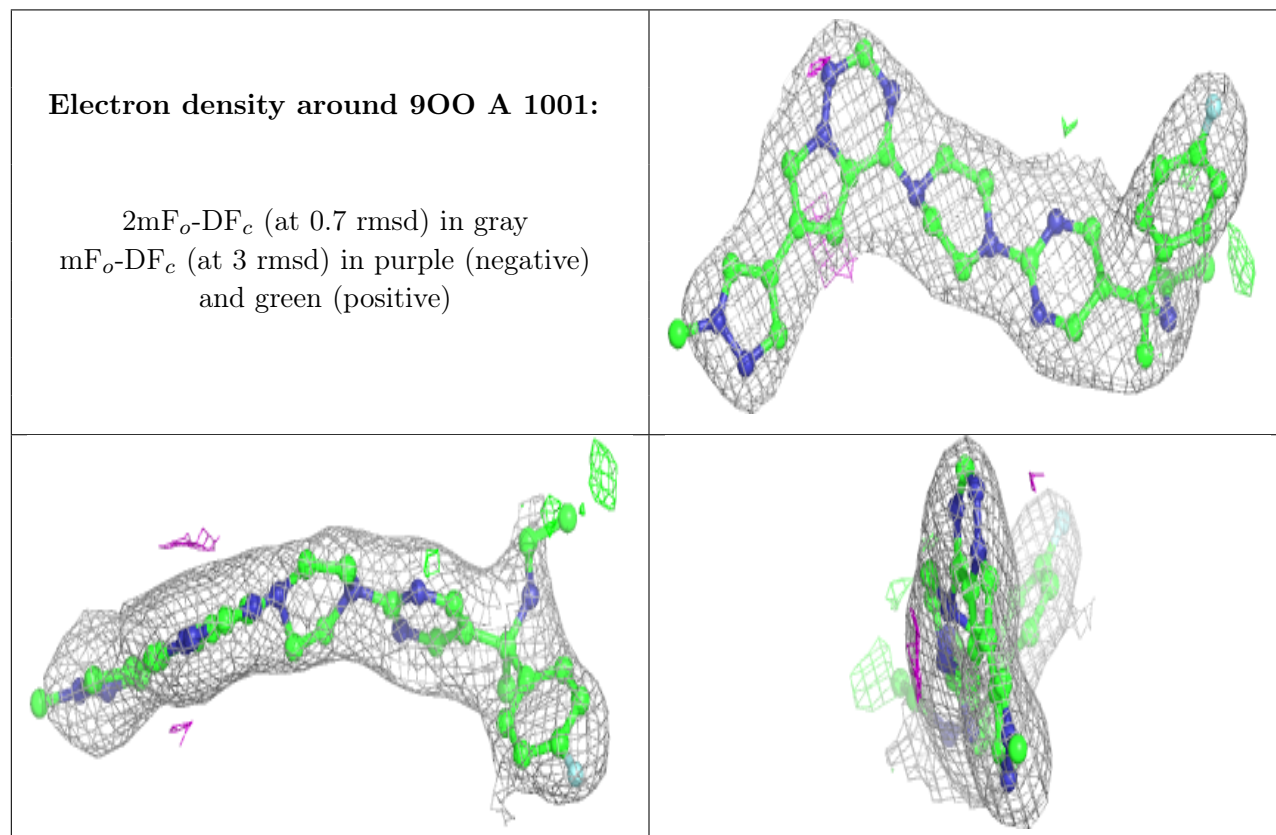 Electron density around 9OO A 1001:
2mFo-DFc (at 0.7 rmsd) in gray
mFo-DFc (at 3 rmsd) in purple (negative)
and green (positive)